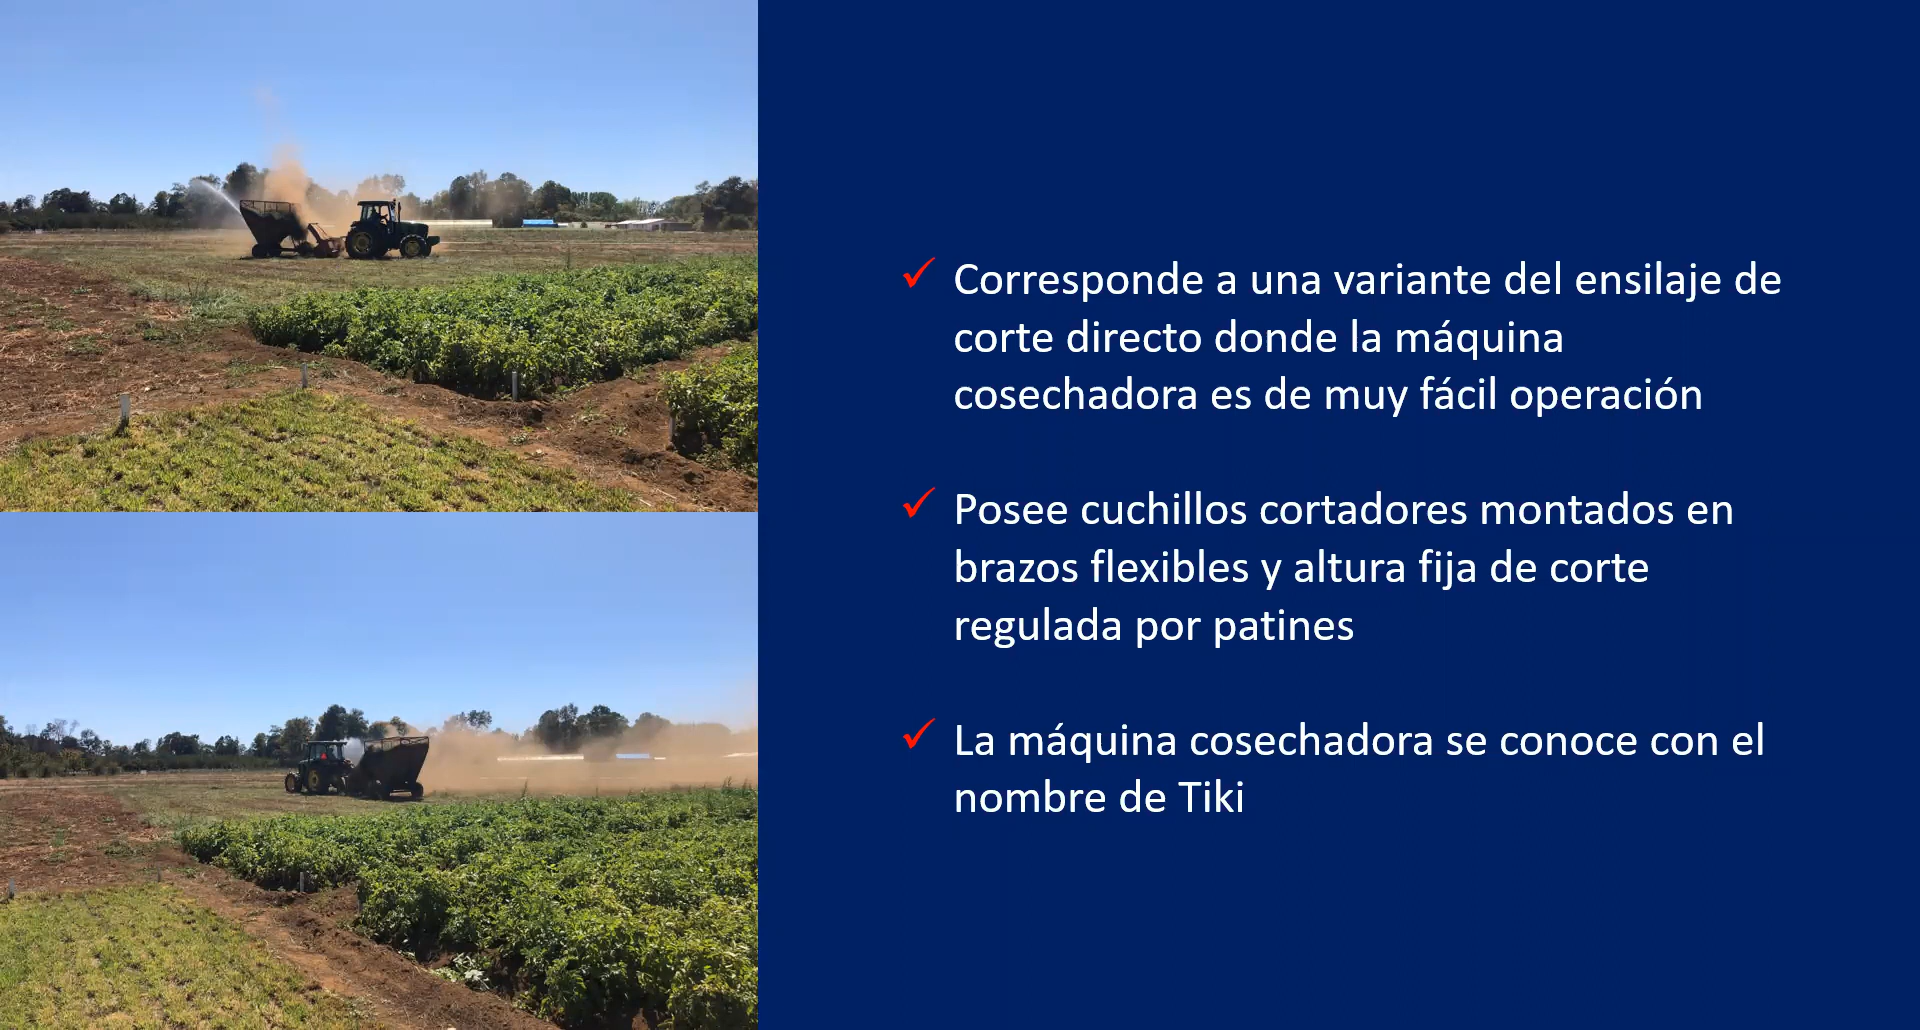 Corresponde a una variante del ensilaje de
corte directo donde la máquina
cosechadora es de muy fácil operación
Posee cuchillos cortadores montados en
brazos flexibles y altura fija de corte
regulada por patines
La máquina cosechadora se conoce con el
nombre de Tiki